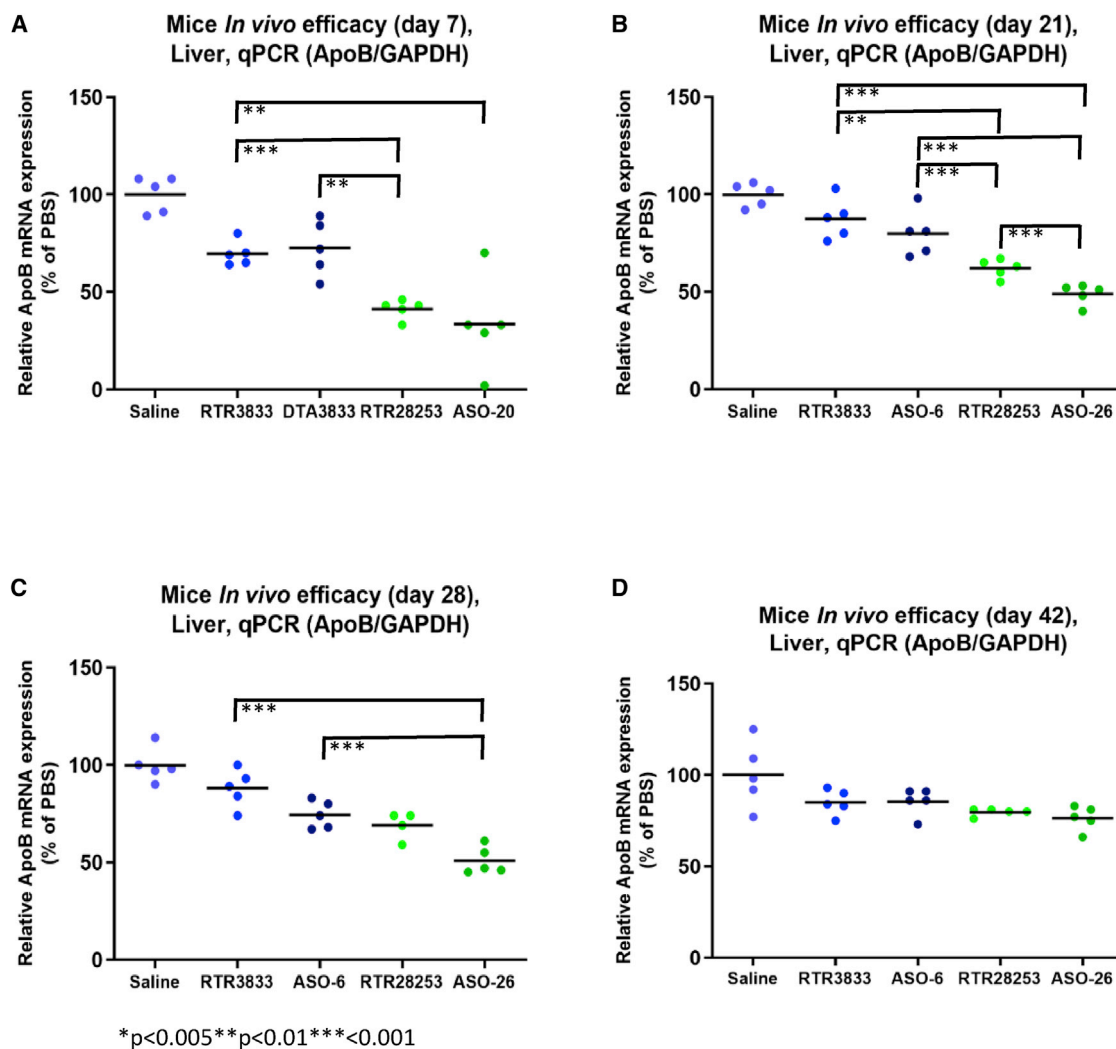 A
Mice In vivo efficacy (day 7),
Liver, qPCR (ApoB/GAPDH)
Relative ApoB mRNA expression
(% of PBS)
150
100
50
0
**
***
**
Saline RTR3833 DTA3833 RTR28253 ASO-20
B
Mice In vivo efficacy (day 21),
Liver, qPCR (ApoB/GAPDH)
Relative ApoB mRNA expression
(% of PBS)
150
100
50
0
***
**
***
***
***
Saline RTR3833 ASO-6 RTR28253 ASO-26
C
Mice In vivo efficacy (day 28),
Liver, qPCR (ApoB/GAPDH)
Relative ApoB mRNA expression
(% of PBS)
150
100
50
0
***
***
Saline RTR3833 ASO-6 RTR28253 ASO-26
D
Mice In vivo efficacy (day 42),
Liver, qPCR (ApoB/GAPDH)
Relative ApoB mRNA expression
(% of PBS)
150
100
50
0
Saline RTR3833 ASO-6 RTR28253 ASO-26
*p<0.005**p<0.01***<0.001